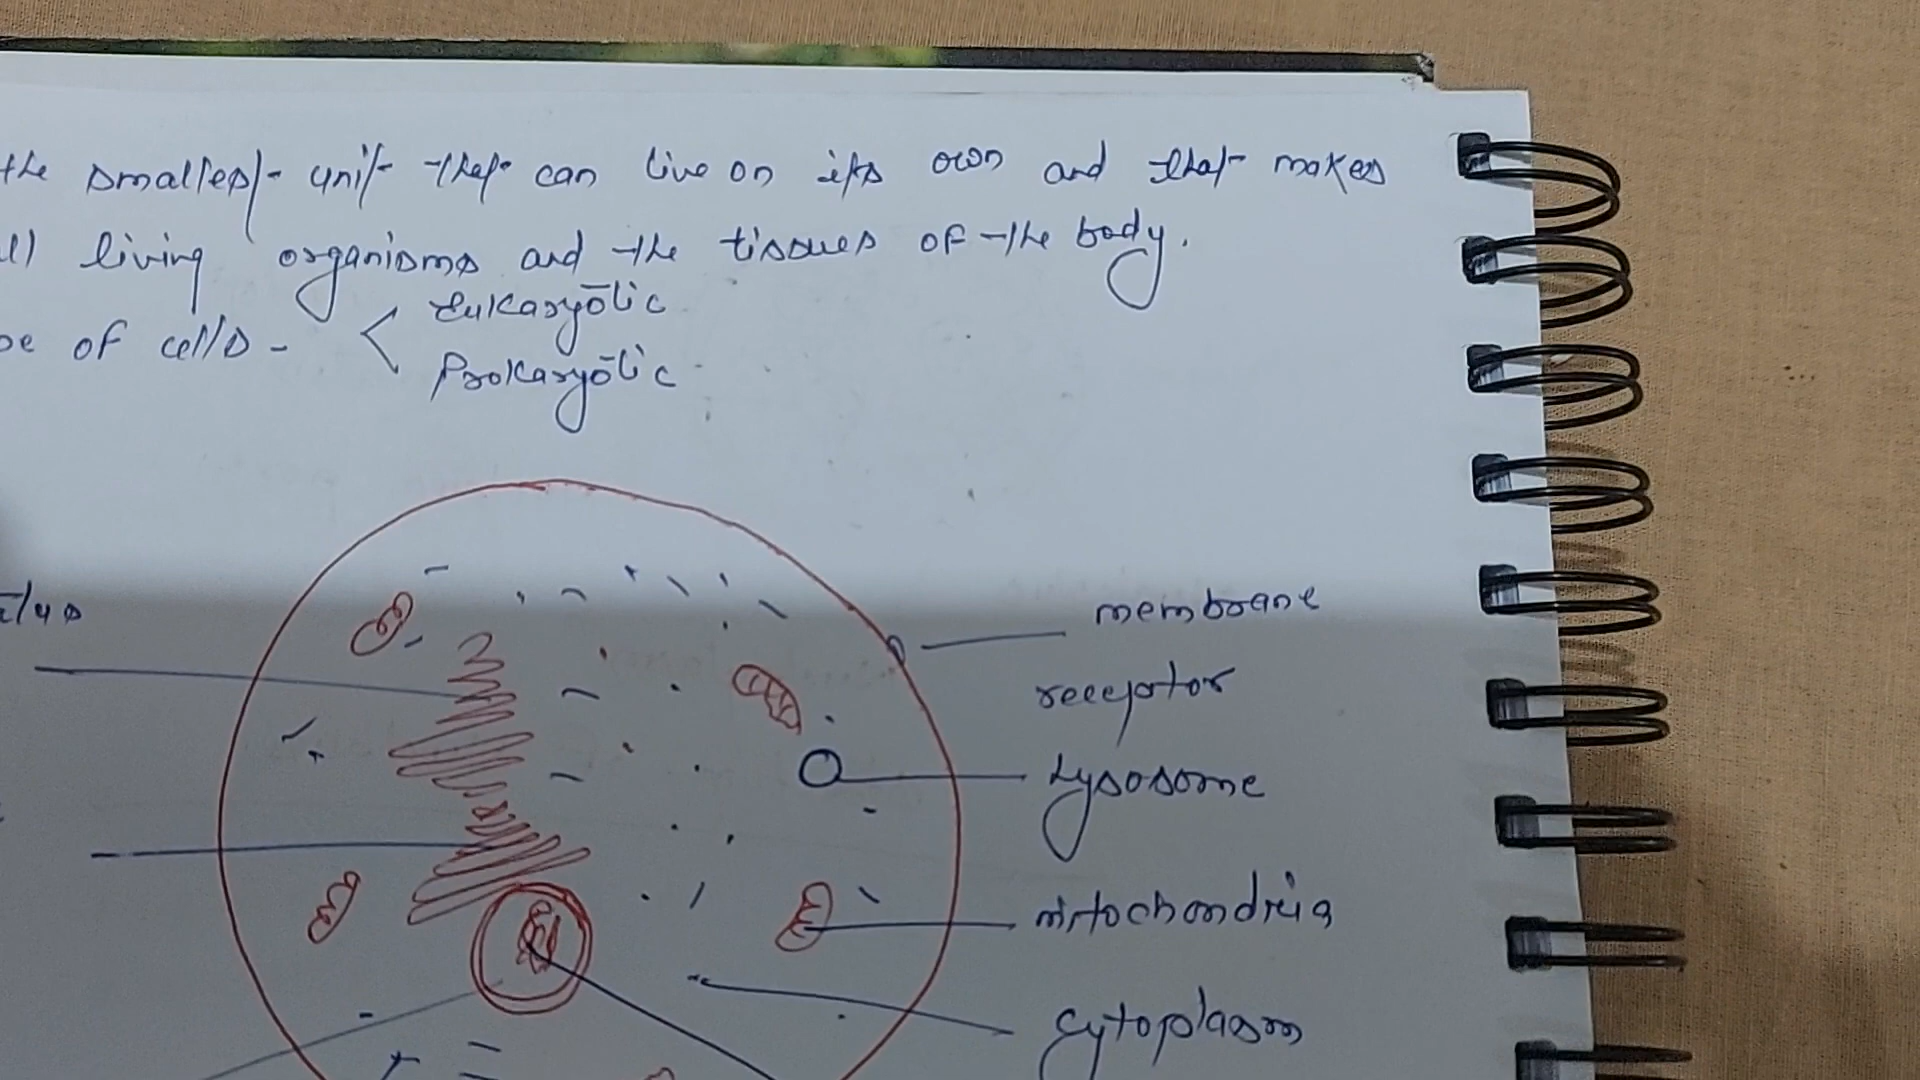 the smallest unit that can live on its own and that makes
living organisms and the tissues of the body.
Eukaryotic
of cells -
Prokaryotic
membrane
receptor
Lysosome
mitochondria
cytoplasm